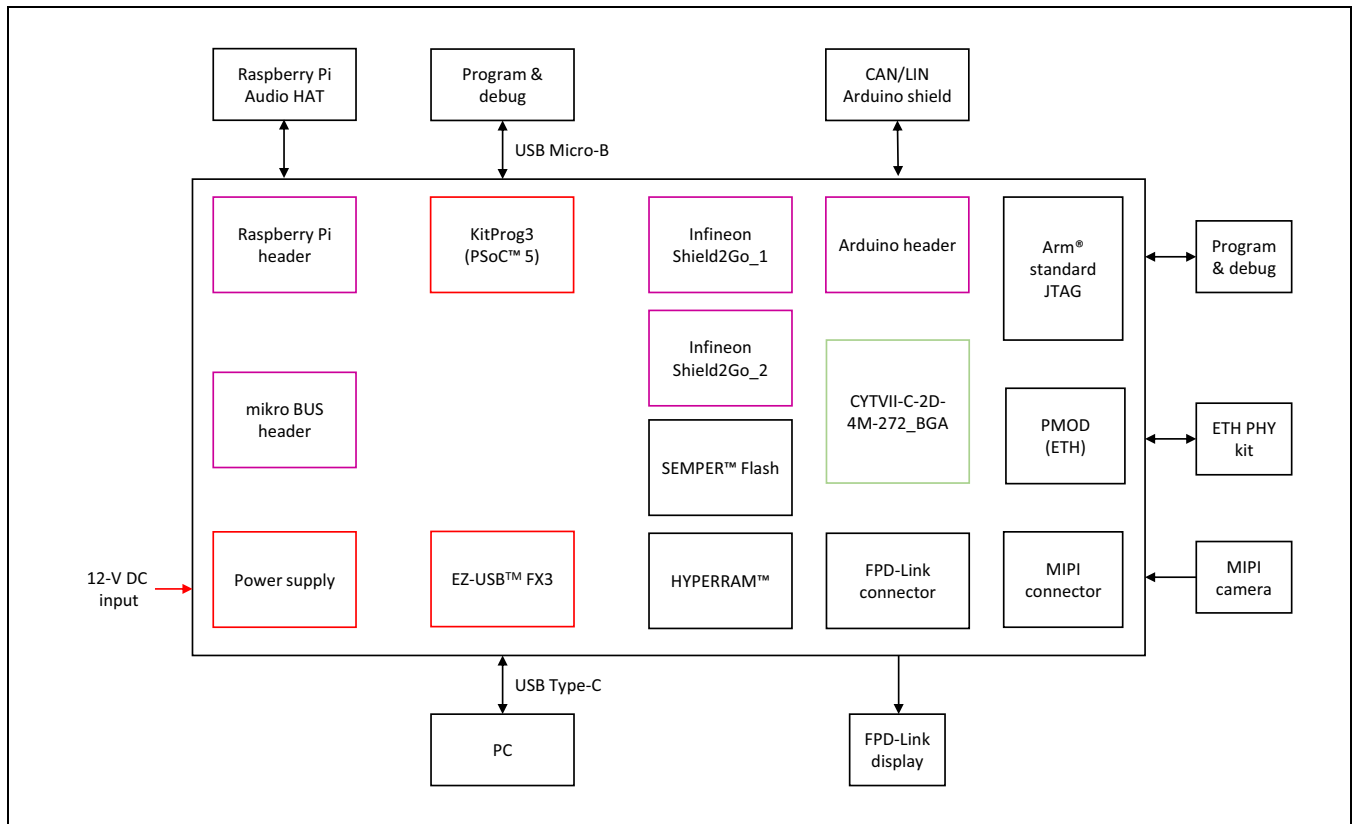 Raspberry Pi
Audio HAT
Program &
debug
CAN/LIN
Arduino shield
USB Micro-B
Raspberry Pi
header
KitProg3
(PSoC™ 5)
Infineon
Shield2Go_1
Arduino header
Arm®
standard
JTAG
Program
& debug
Infineon
Shield2Go_2
mikro BUS
header
CYTVII-C-2D-
4M-272_BGA
PMOD
(ETH)
ETH PHY
kit
SEMPER™ Flash
12-V DC
input
Power supply
EZ-USB™ FX3
HYPERRAM™
FPD-Link
connector
MIPI
connector
MIPI
camera
USB Type-C
PC
FPD-Link
display